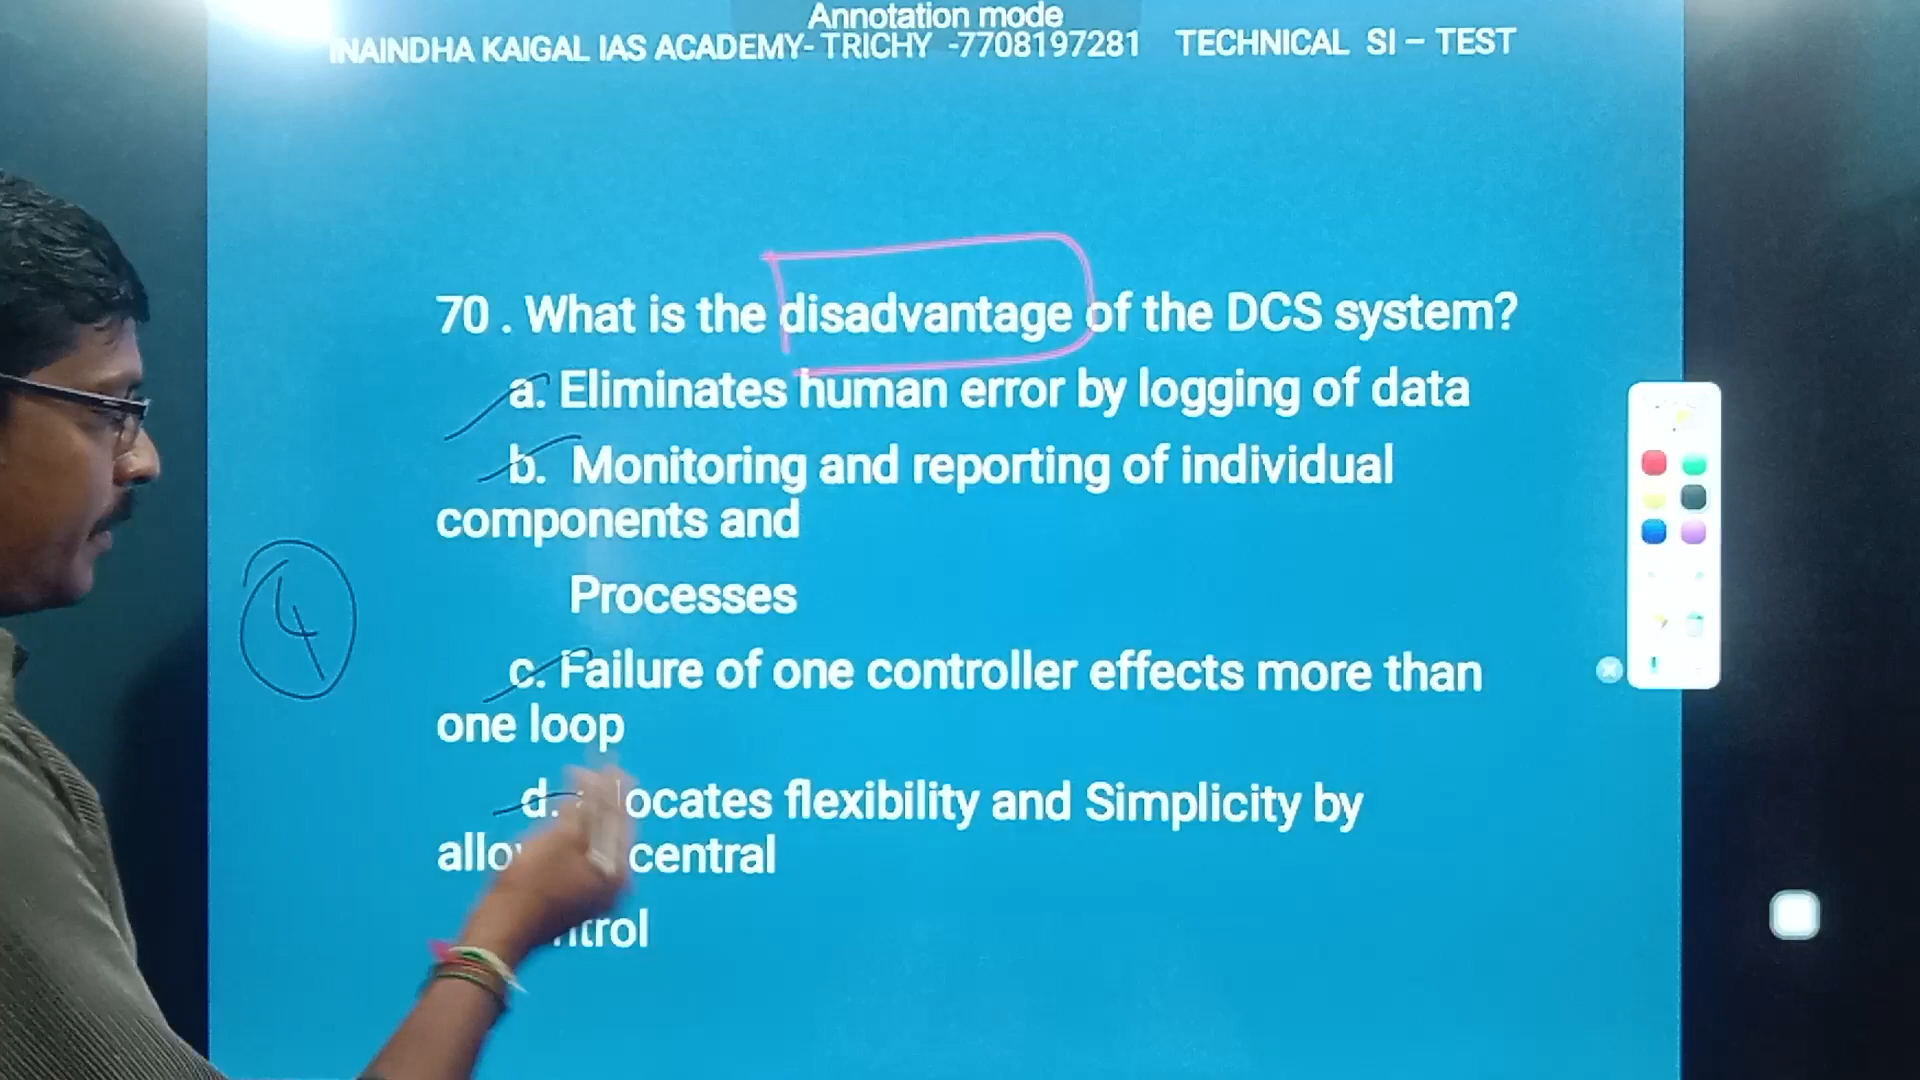 Annotation mode
INAINDHA KAIGAL IAS ACADEMY- TRICHY -7708197281 TECHNICAL SI – TEST
70 . What is the disadvantage of the DCS system?
a. Eliminates human error by logging of data
b. Monitoring and reporting of individual
components and
Processes
c. Failure of one controller effects more than
one loop
d. flexibility and Simplicity by
central
4